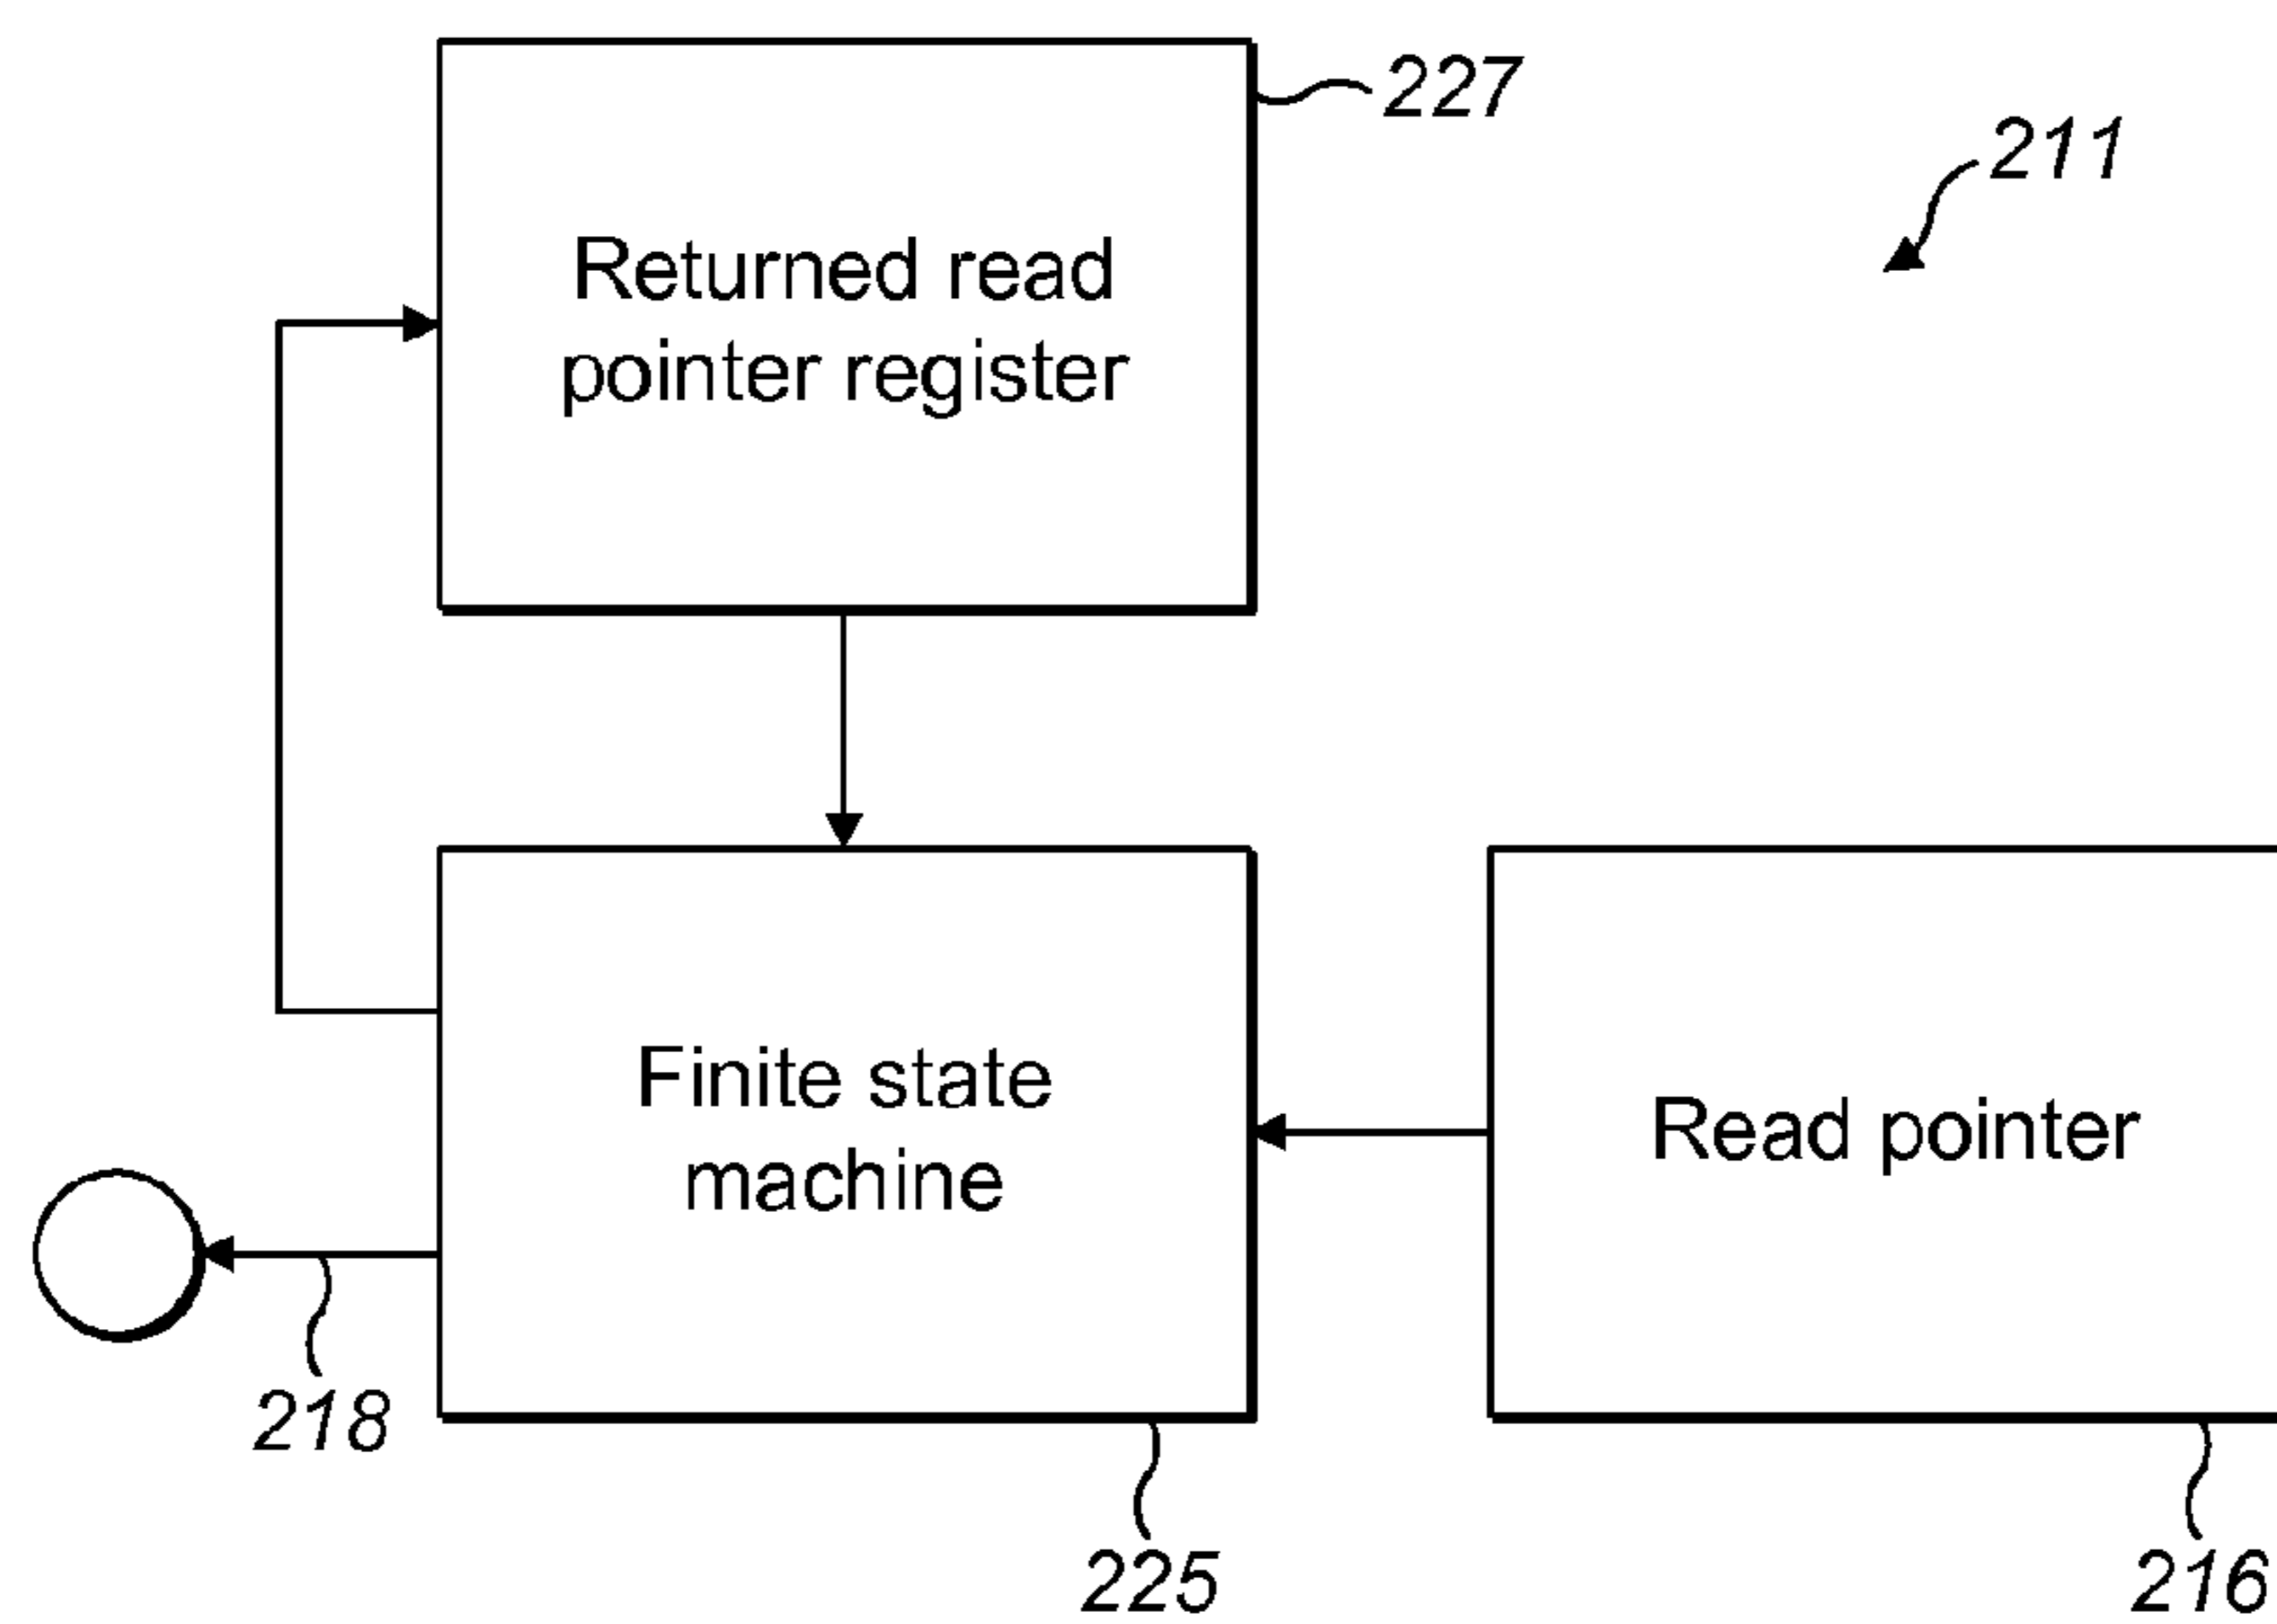 227
211
Returned read
pointer register
Finite state
machine
Read pointer
218
225
216